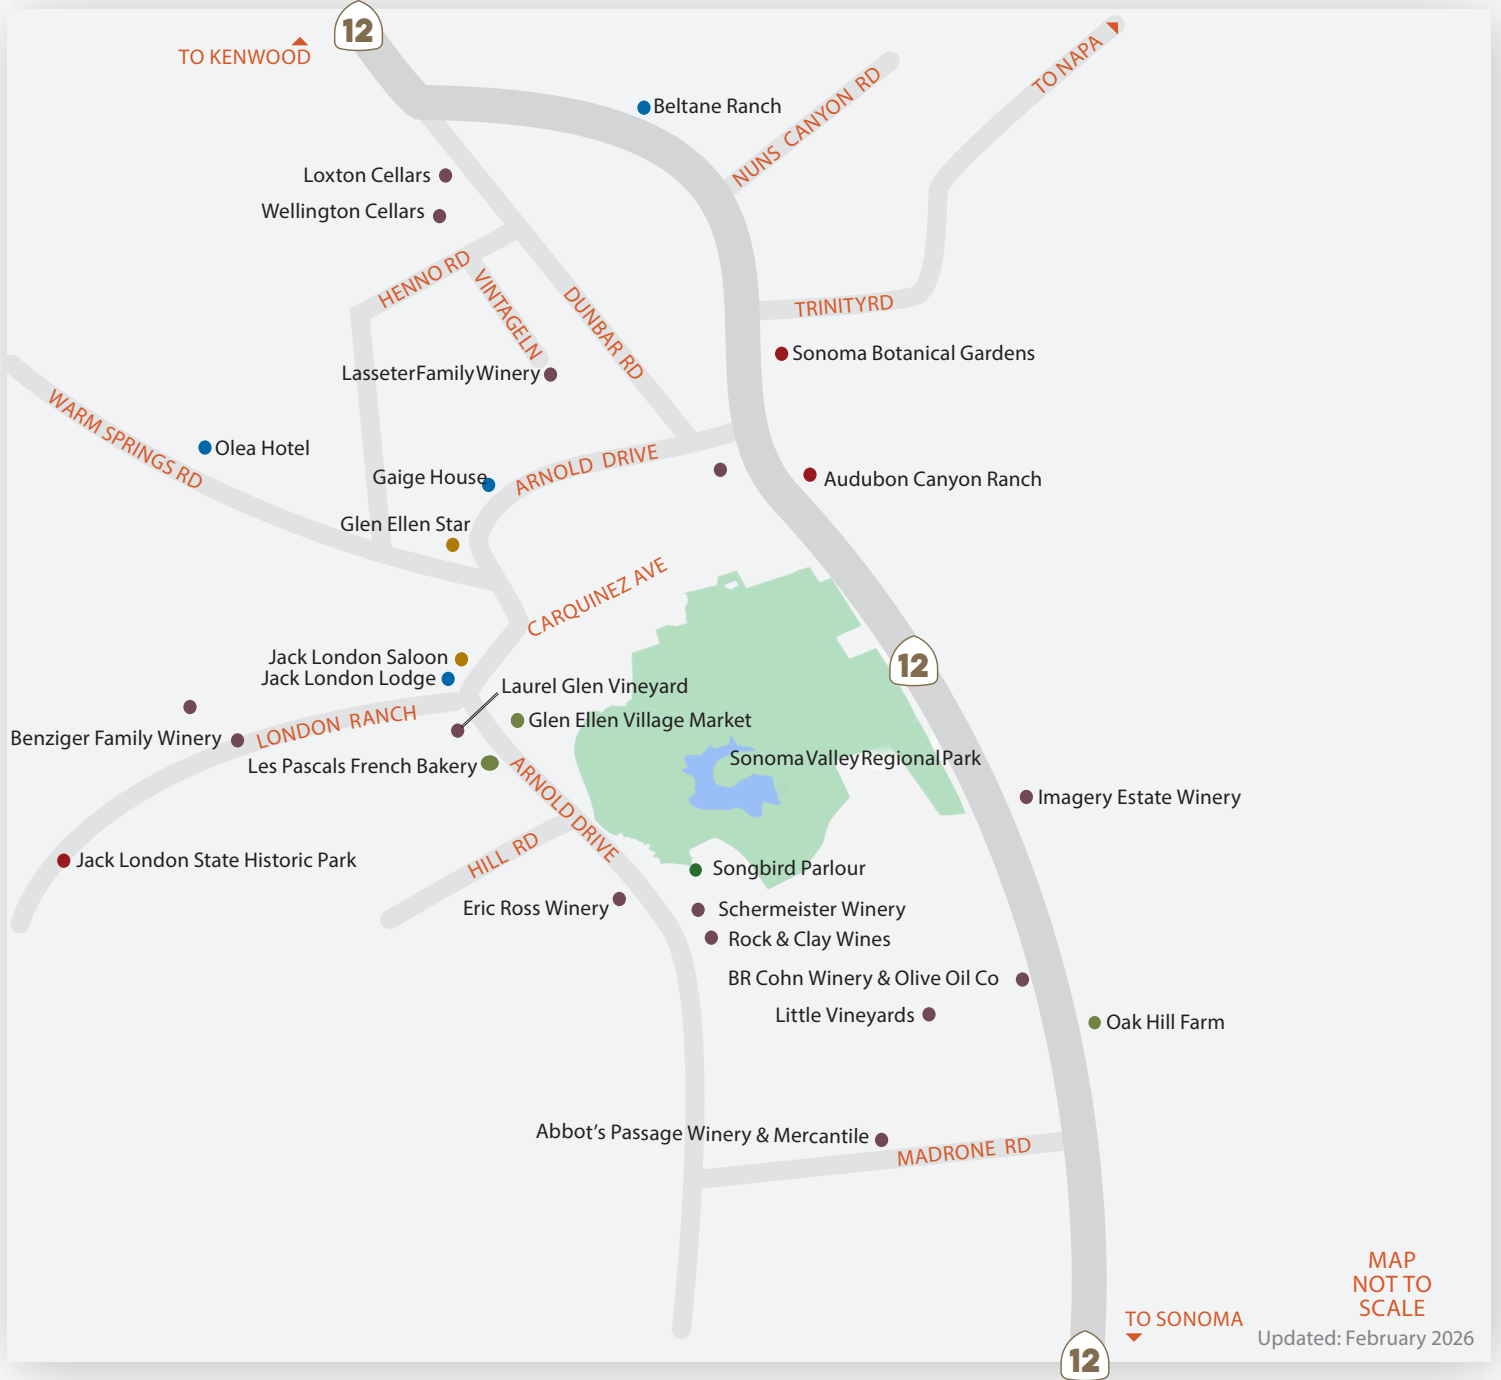 12
TO KENWOOD
TO NAPA
Beltane Ranch
NUNS CANYON RD
Loxton Cellars
Wellington Cellars
HENNO RD
VINTAGELN
DUNBAR RD
TRINITYRD
Sonoma Botanical Gardens
LasseterFamilyWinery
WARM SPRINGS RD
Olea Hotel
Gaige House
ARNOLD DRIVE
Audubon Canyon Ranch
Glen Ellen Star
CARQUINEZ AVE
12
Jack London Saloon
Jack London Lodge
Laurel Glen Vineyard
LONDON RANCH
Glen Ellen Village Market
Benziger Family Winery
Les Pascals French Bakery
SonomaValleyRegionalPark
ARNOLD DRIVE
Imagery Estate Winery
HILL RD
Jack London State Historic Park
Songbird Parlour
Eric Ross Winery
Schermeister Winery
Rock & Clay Wines
BR Cohn Winery & Olive Oil Co
Little Vineyards
Oak Hill Farm
Abbot's Passage Winery & Mercantile
MADRONE RD
MAP
NOT TO
SCALE
TO SONOMA
Updated: February 2026
12